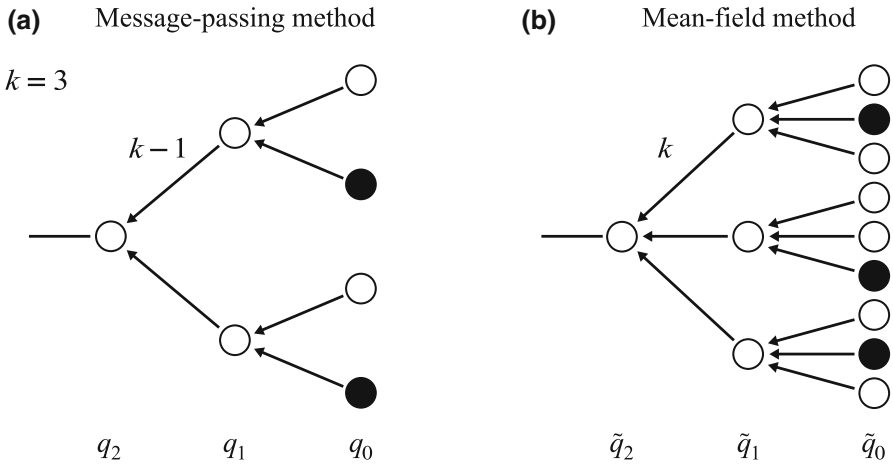 (a) Message-passing method
k = 3
k − 1
q₂ q₁ q₀
(b) Mean-field method
k
q̃₂ q̃₁ q̃₀